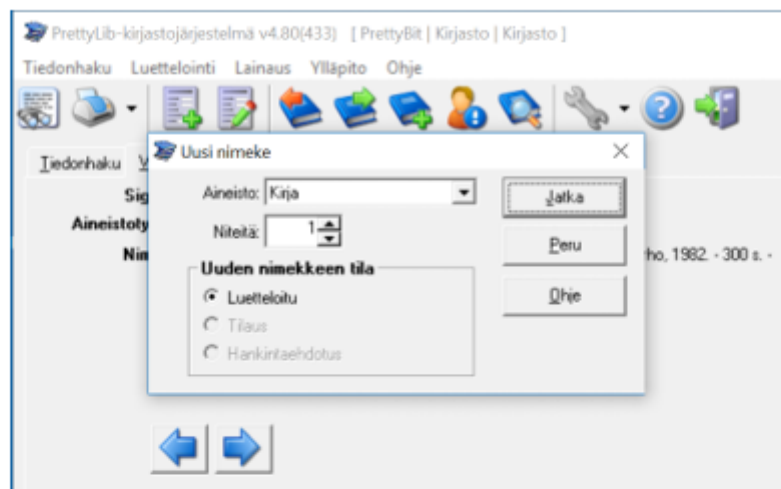 PrettyLib-kirjastojärjestelmä v4.80(433) [ PrettyBit | Kirjasto | Kirjasto ]
Tiedonhaku Luettelointi Lainaus Ylläpito Ohje
Uusi nimeke
Tiedonhaku V
Sig
Aineisto: Kirja
Jatka
Aineistoty
Niteitä: 1
Nim
Peru
rho, 1982. - 300 s. -
Uuden nimekkeen tila
Luetteloitu
Ohje
Tilaus
Hankintaehdotus